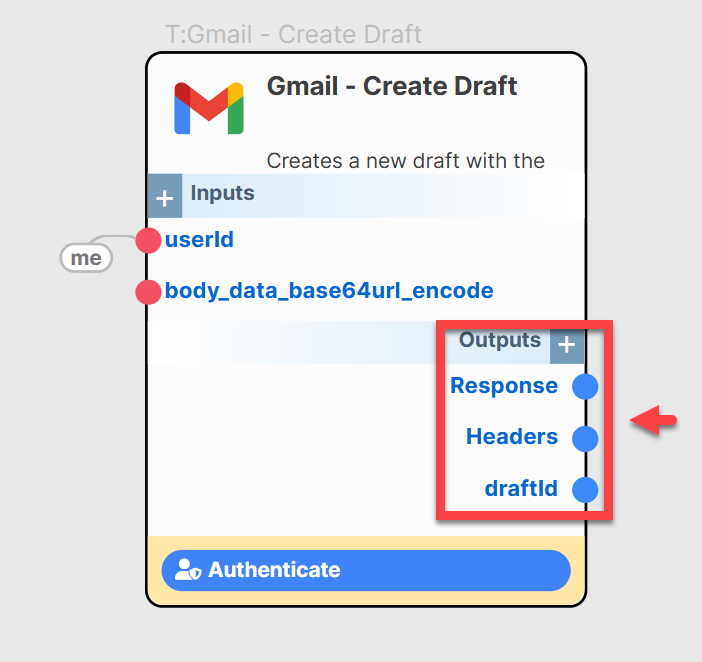 T:Gmail - Create Draft
Gmail - Create Draft
Creates a new draft with the
+ Inputs
userId
me
body_data_base64url_encode
Outputs +
Response
Headers
draftId
Authenticate